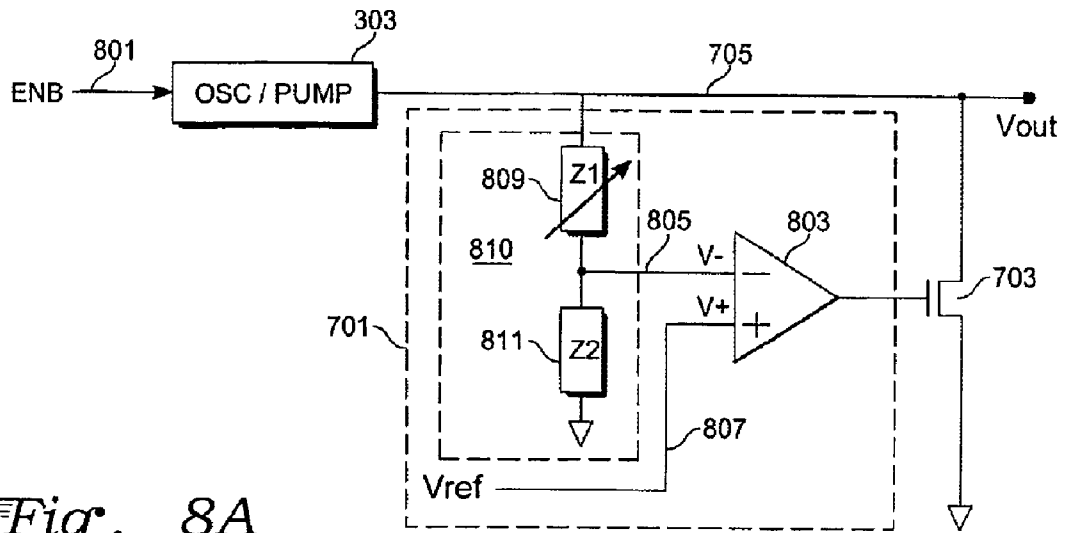 303
801
705
ENB
OSC / PUMP
Vout
Z1
809
805
803
810
V-
−
703
V+
+
701
811
Z2
807
Vref
Fig. 8A